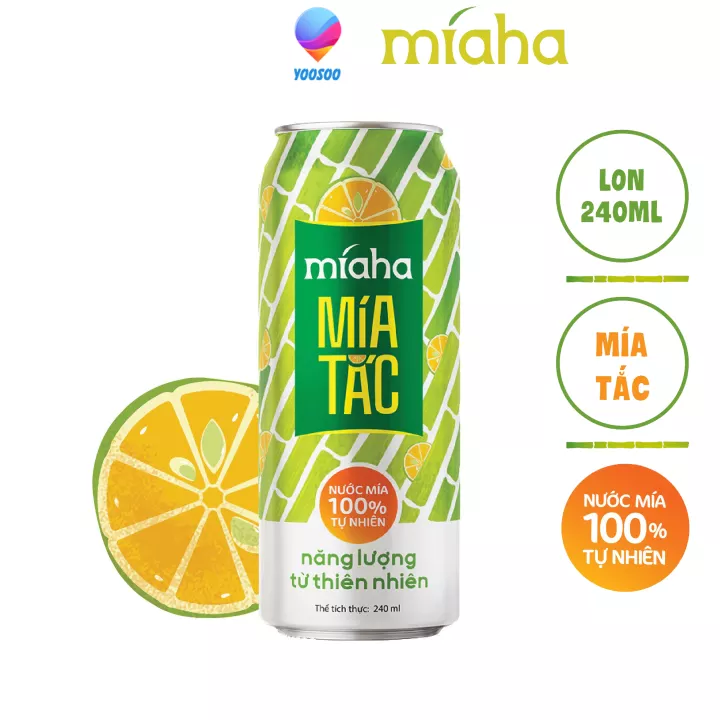 YOOSOO
míaha
LON
240ML
míaha
MÍA
TẮC
MÍA
TẮC
NƯỚC MÍA
100%
TỰ NHIÊN
năng lượng
từ thiên nhiên
Thể tích thực: 240 ml
NƯỚC MÍA
100%
TỰ NHIÊN